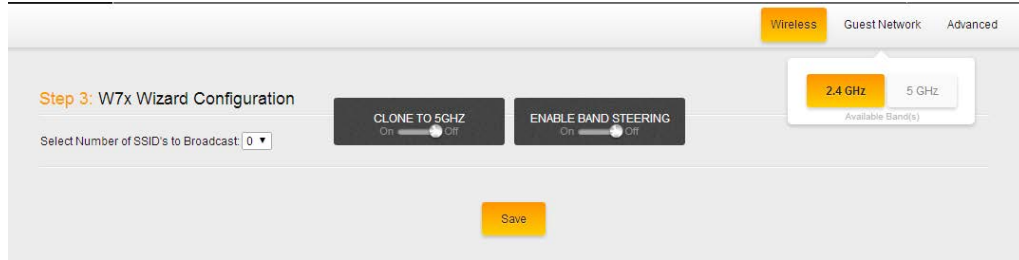 Wireless Guest Network Advanced
2.4 GHz 5 GHz
Available Band(s)
Step 3: W7x Wizard Configuration
CLONE TO 5GHZ
On Off
ENABLE BAND STEERING
On Off
Select Number of SSID's to Broadcast: 0
Save